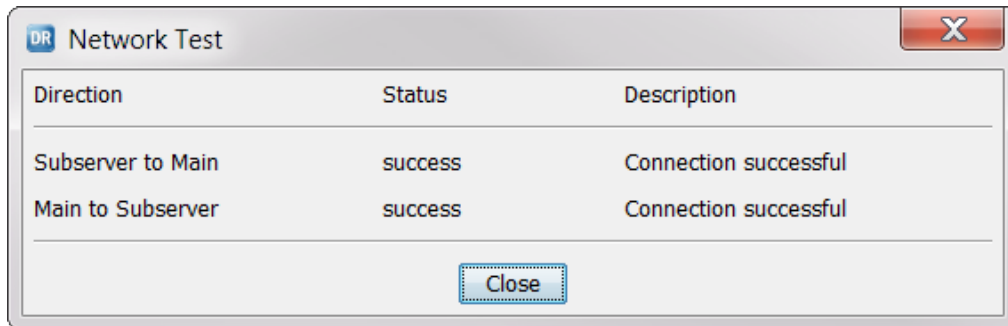 DR Network Test X
Direction Status Description
Subserver to Main success Connection successful
Main to Subserver success Connection successful
Close